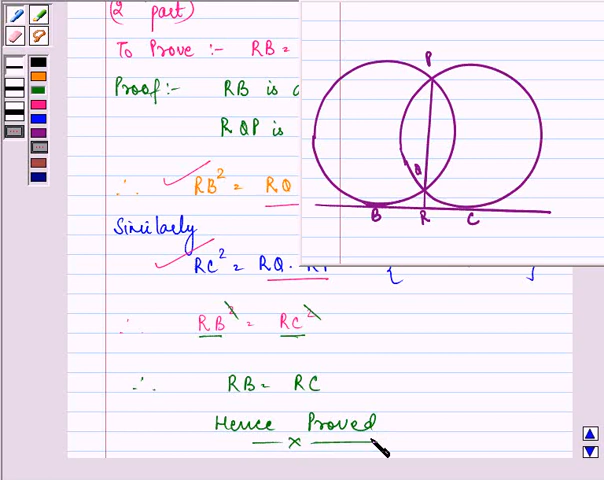 (2 part)
To Prove :- RB =
Proof:- RB is a
RQP is
∴ RB² = RQ
Similarly
RC² = RQ · RP {
∴ RB² = RC²
∴ RB = RC
Hence Proved
x
P
Q
B R C